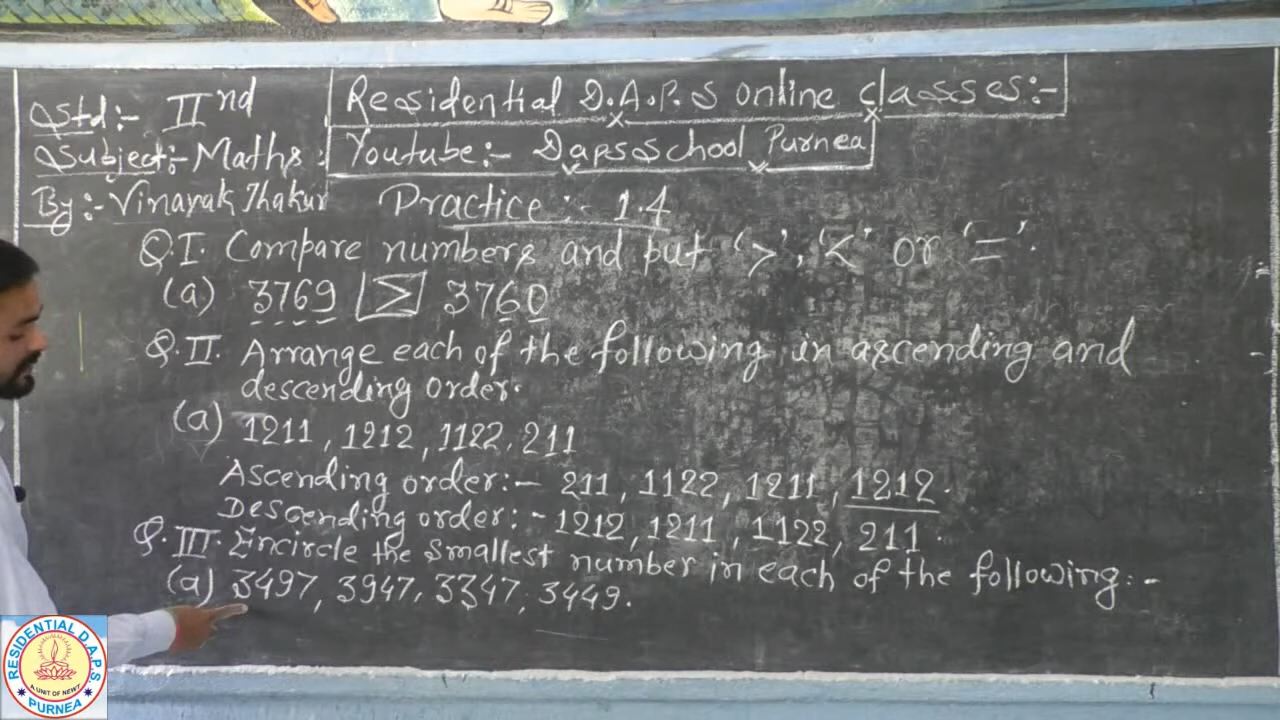 Std:- IInd
Residential D.A.P.S online classes:-
Subject:- Maths:
Youtube:- Dapsschool Purnea
By:- Vinayak Thakur
Practice:- 1.4
Q.I. Compare numbers and put '>', '<' or '='.
(a) 3769 > 3760
Q.II. Arrange each of the following in ascending and
descending order.
(a) 1211, 1212, 1122, 211
Ascending order:- 211, 1122, 1211, 1212.
Descending order:- 1212, 1211, 1122, 211.
Q.III. Encircle the smallest number in each of the following:-
(a) 3497, 3947, 3347, 3449.
RESIDENTIAL D.A.P.S
PURNEA